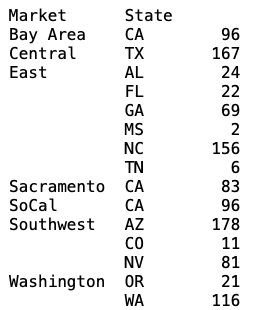 Market      State
Bay Area    CA        96
Central     TX       167
East        AL        24
            FL        22
            GA        69
            MS         2
            NC       156
            TN         6
Sacramento  CA        83
SoCal       CA        96
Southwest   AZ       178
            CO        11
            NV        81
Washington  OR        21
            WA       116